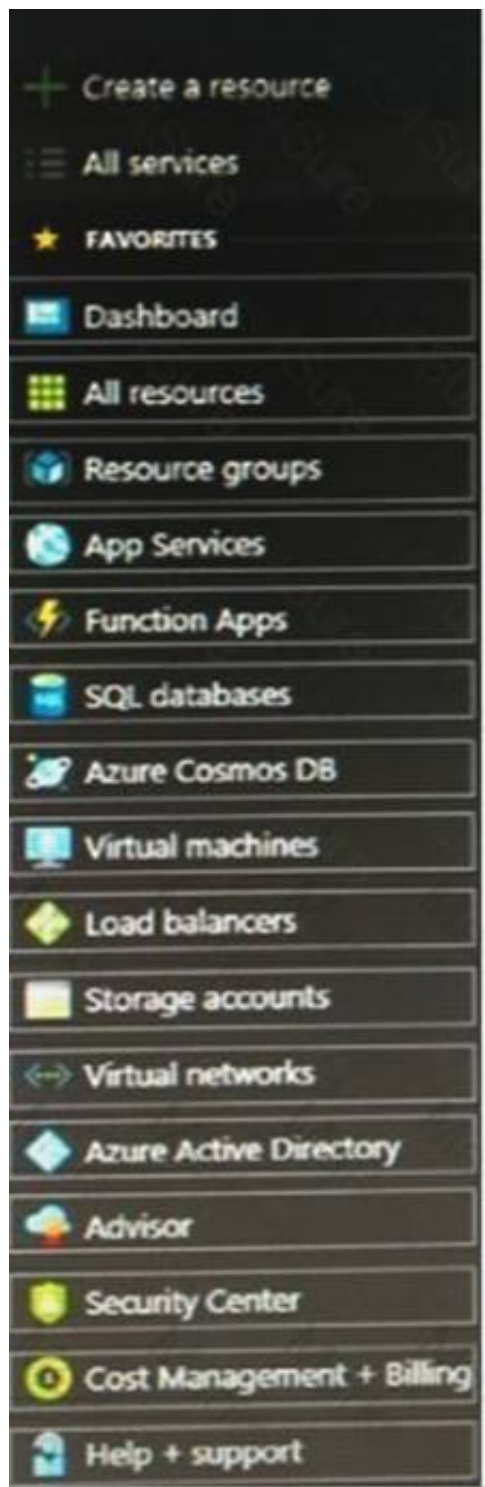 Create a resource
All services
FAVORITES
Dashboard
All resources
Resource groups
App Services
Function Apps
SQL databases
Azure Cosmos DB
Virtual machines
Load balancers
Storage accounts
Virtual networks
Azure Active Directory
Advisor
Security Center
Cost Management + Billing
Help + support